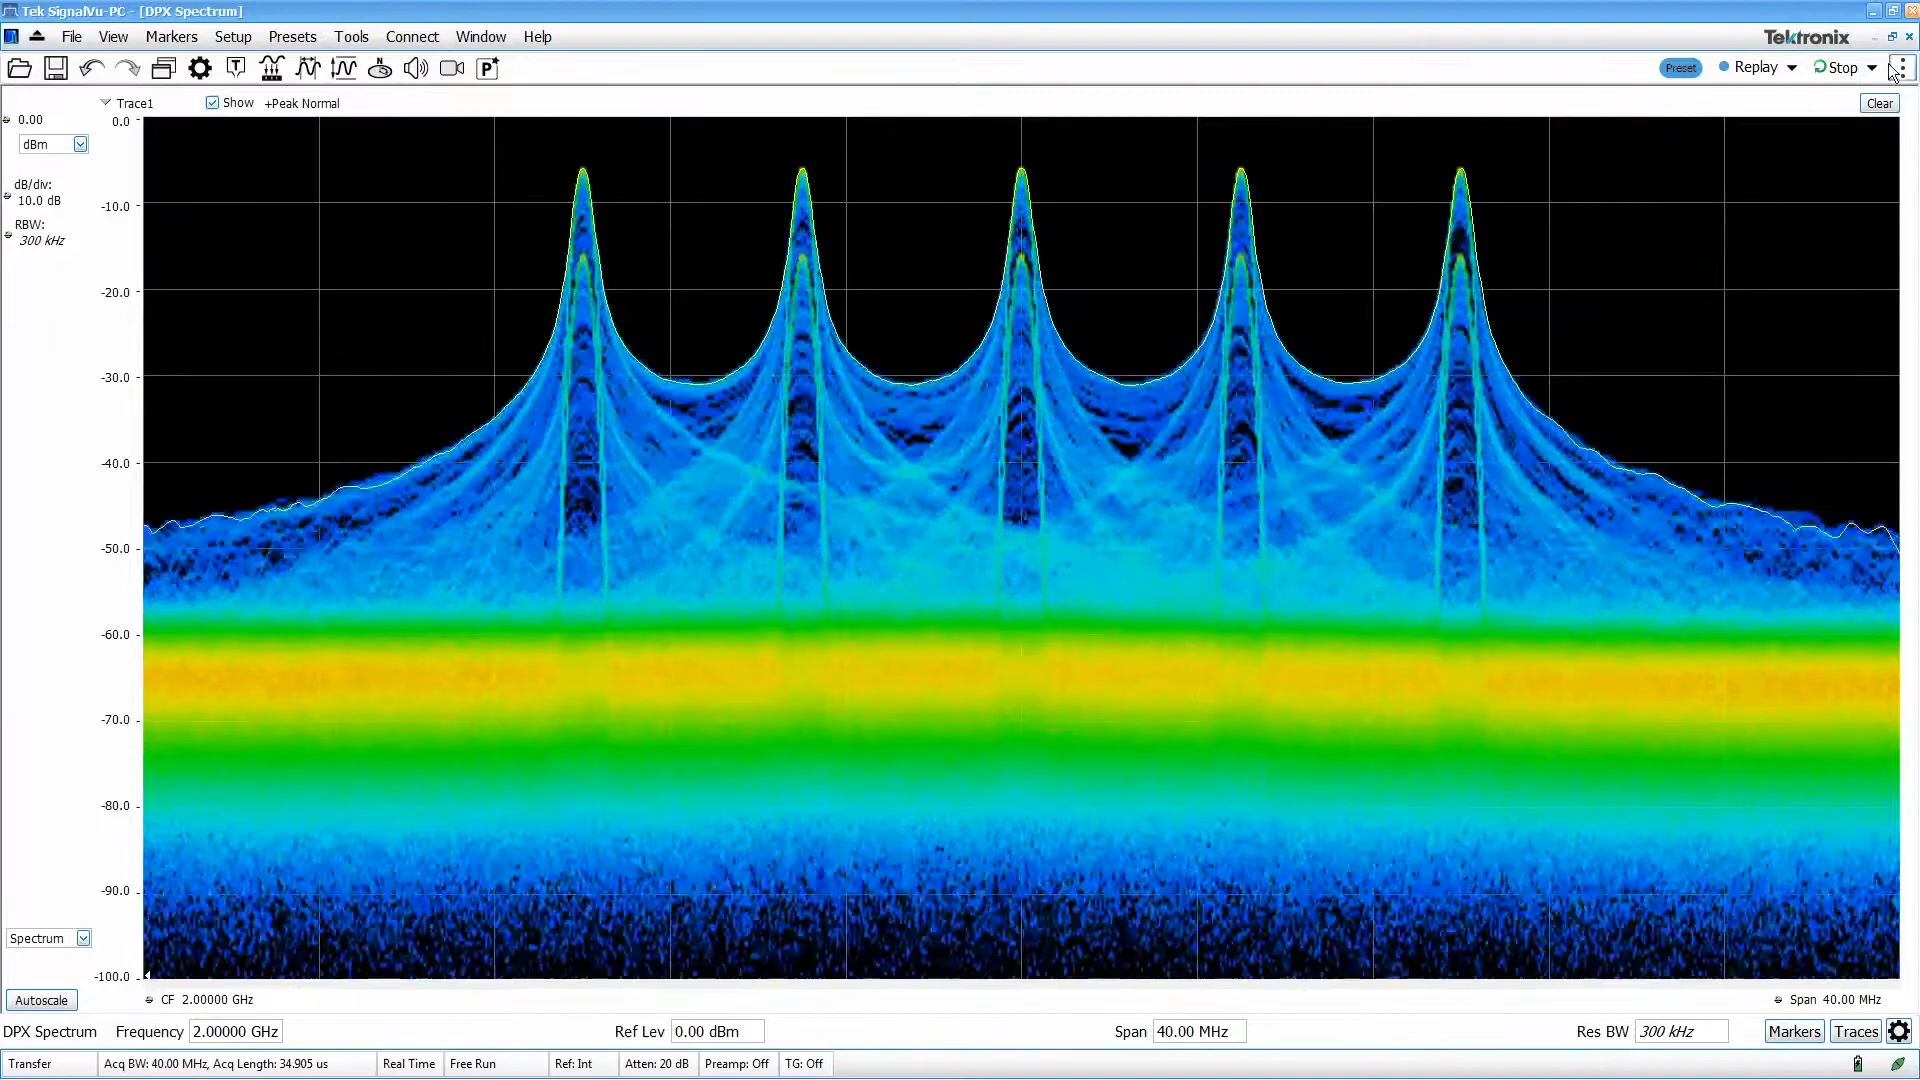 Tek SignalVu-PC - [DPX Spectrum]
File View Markers Setup Presets Tools Connect Window Help
Tektronix
T N P* Preset Replay Stop
Trace1 Show +Peak Normal Clear
0.00
dBm
dB/div:
10.0 dB
RBW:
300 kHz
0.0
-10.0
-20.0
-30.0
-40.0
-50.0
-60.0
-70.0
-80.0
-90.0
-100.0
Spectrum
Autoscale CF 2.00000 GHz Span 40.00 MHz
DPX Spectrum Frequency 2.00000 GHz Ref Lev 0.00 dBm Span 40.00 MHz Res BW 300 kHz Markers Traces
Transfer Acq BW: 40.00 MHz, Acq Length: 34.905 us Real Time Free Run Ref: Int Atten: 20 dB Preamp: Off TG: Off